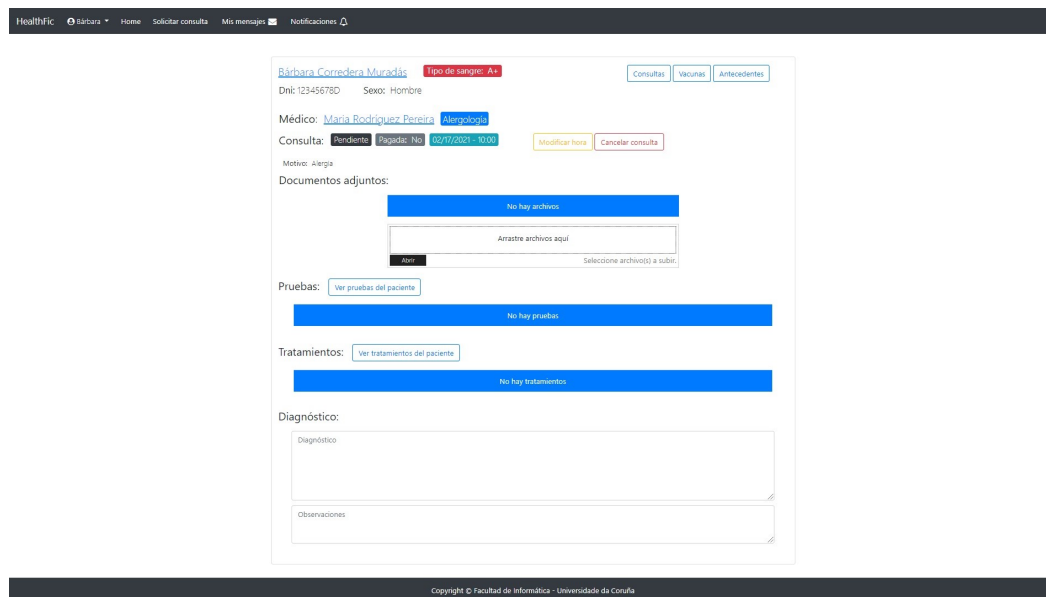 HealthFic Bárbara Home Solicitar consulta Mis mensajes Notificaciones
Bárbara Corredera Muradás Tipo de sangre: A+ Consultas Vacunas Antecedentes
Dni: 12345678D Sexo: Hombre
Médico: María Rodríguez Pereira Alergología
Consulta: Pendiente Pagada: No 02/17/2021 - 10:00 Modificar hora Cancelar consulta
Motivo: Alergia
Documentos adjuntos:
No hay archivos
Arrastre archivos aquí
Abrir Seleccione archivo(s) a subir.
Pruebas: Ver pruebas del paciente
No hay pruebas
Tratamientos: Ver tratamientos del paciente
No hay tratamientos
Diagnóstico:
Diagnóstico
Observaciones
Copyright © Facultad de Informática - Universidade da Coruña